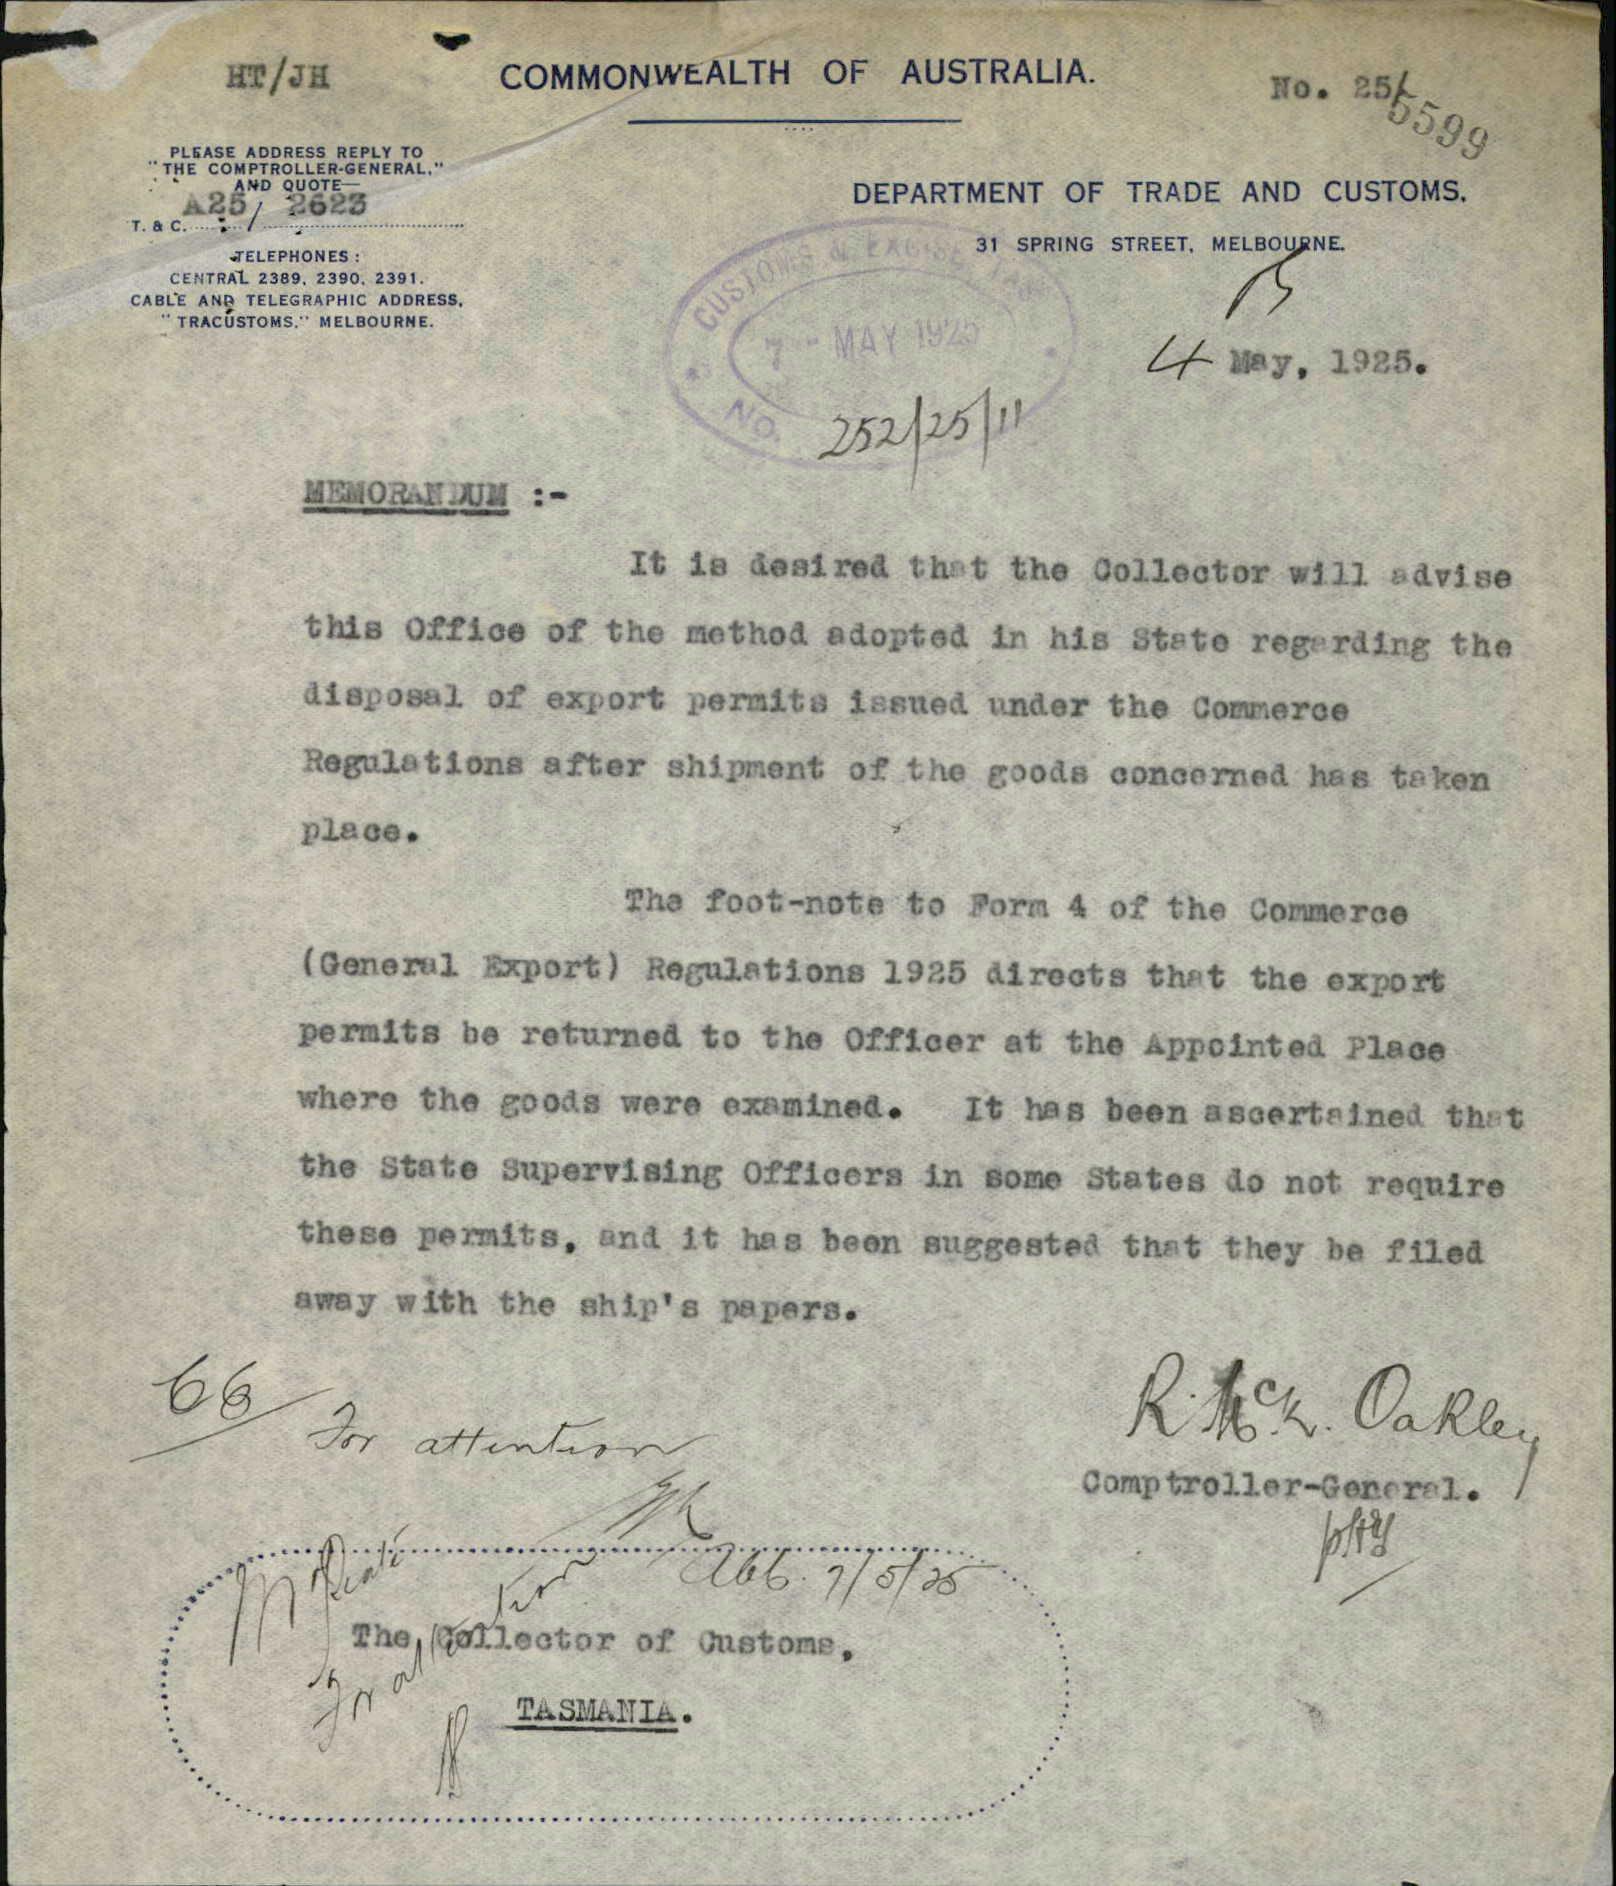 HT/JH
COMMONWEALTH OF AUSTRALIA.
No. 25/5599
PLEASE ADDRESS REPLY TO
"THE COMPTROLLER-GENERAL,"
AND QUOTE—
A25/2623
T. & C.
TELEPHONES:
CENTRAL 2389, 2390, 2391.
CABLE AND TELEGRAPHIC ADDRESS,
"TRACUSTOMS," MELBOURNE.
DEPARTMENT OF TRADE AND CUSTOMS,
31 SPRING STREET, MELBOURNE.
CUSTOMS & EXCISE
7 - MAY 1925
NO.
252/25/11
4 May, 1925.
MEMORANDUM :-
It is desired that the Collector will advise
this Office of the method adopted in his State regarding the
disposal of export permits issued under the Commerce
Regulations after shipment of the goods concerned has taken
place.
The foot-note to Form 4 of the Commerce
(General Export) Regulations 1925 directs that the export
permits be returned to the Officer at the Appointed Place
where the goods were examined. It has been ascertained that
the State Supervising Officers in some States do not require
these permits, and it has been suggested that they be filed
away with the ship's papers.
R. McK. Oakley
Comptroller-General.
66
For attention
7/5/25
For attention
The Collector of Customs,
TASMANIA.